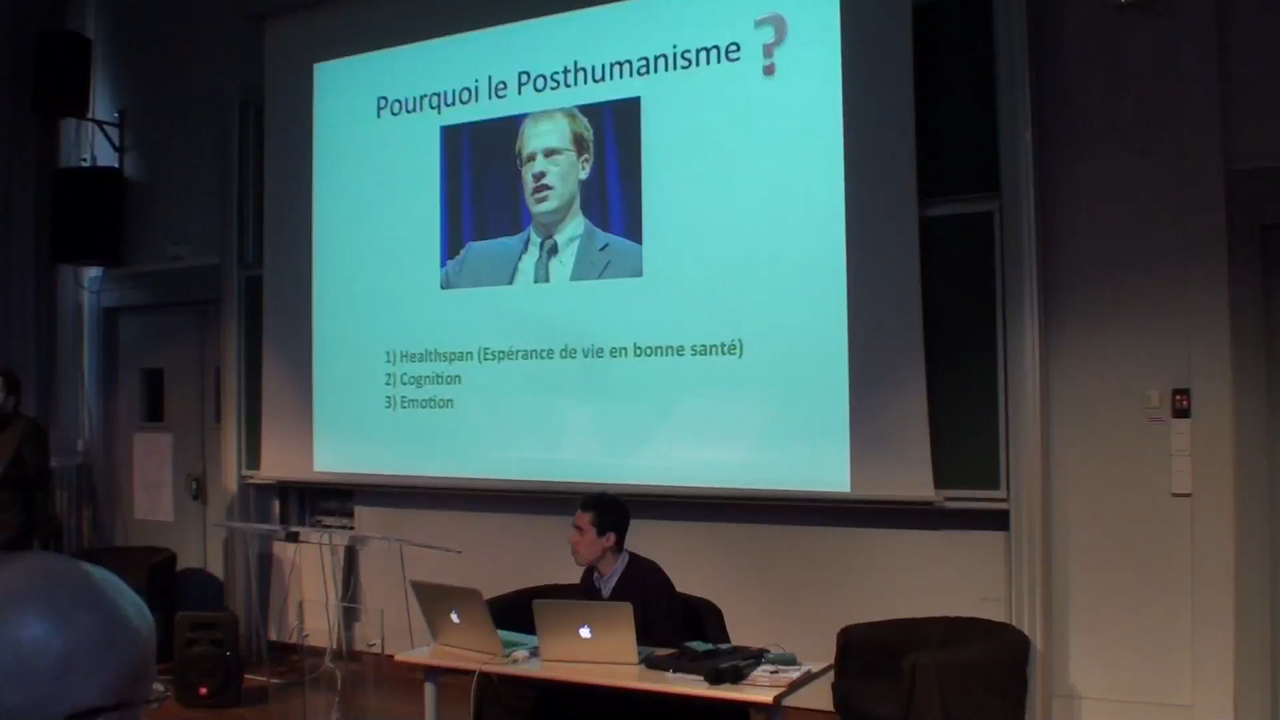 Pourquoi le Posthumanisme ?
1) Healthspan (Espérance de vie en bonne santé)
2) Cognition
3) Emotion